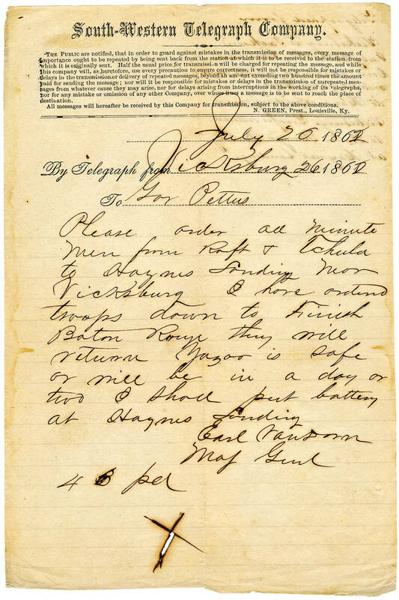 South-Western Telegraph Company.
THE PUBLIC are notified, that in order to guard against mistakes in the transmission of messages, every message of
importance ought to be repeated by being sent back from the station at which it is to be received to the station from
which it is originally sent. Half the usual price for transmission will be charged for repeating the message, and while
this company will, as heretofore, use every precaution to ensure correctness, it will not be responsible for mistakes or
delays in the transmission or delivery of repeated messages, beyond an amount exceeding two hundred times the amount
paid for sending the message; nor will it be responsible for mistakes or delays in the transmission of unrepeated mes-
sages from whatever cause they may arise, nor for delays arising from interruptions in the working of its telegraphs,
nor for any mistake or omission of any other Company, over whose lines a message is to be sent to reach the place of
destination.
All messages will hereafter be received by this Company for transmission, subject to the above conditions.
N. GREEN, Prest., Louisville, Ky.
July 26 1862
By Telegraph from Vicksburg 26 1862
To Gov Pettus
Please order all minute
men from Raft & Tchula
to Haynes Landing near
Vicksburg I have ordered
troops down to finish
Baton Rouge they will
return Yazoo is safe
or will be in a day or
two I shall put battery
at Haynes Landing
Earl Van Dorn
Maj Genl
pd